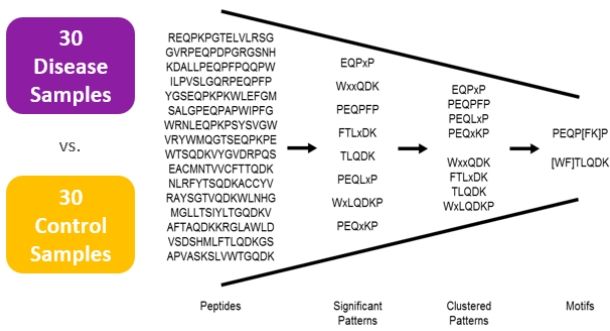 30
Disease
Samples
vs.
30
Control
Samples
REQPKPGTELVLRSG
GVRPEQPDPGRGSNH
KDALLPEQPFPQQPW
ILPVSLGQRPEQPFP
YGSEQPKPKWLEFGM
SALGPEQPAPWIPFG
WRNLEQPKPSYSVGW
VRYWMQGTSEQPKPE
WTSQDKVYGVDRPQS
EACMNTVVCFTTQDK
NLRFYTSQDKACCYV
RAYSGTVQDKWLNHG
MGLLTSIYLTGQDKV
AFTAQDKKRGLAWLD
VSDSHMLFTLQDKGS
APVASKSLVWTGQDK
Peptides
EQPxP
WxxQDK
PEQPFP
FTLxDK
TLQDK
PEQLxP
WxLQDKP
PEQxKP
Significant
Patterns
EQPxP
PEQPFP
PEQLxP
PEQxKP
WxxQDK
FTLxDK
TLQDK
WxLQDKP
Clustered
Patterns
PEQP[FK]P
[WF]TLQDK
Motifs